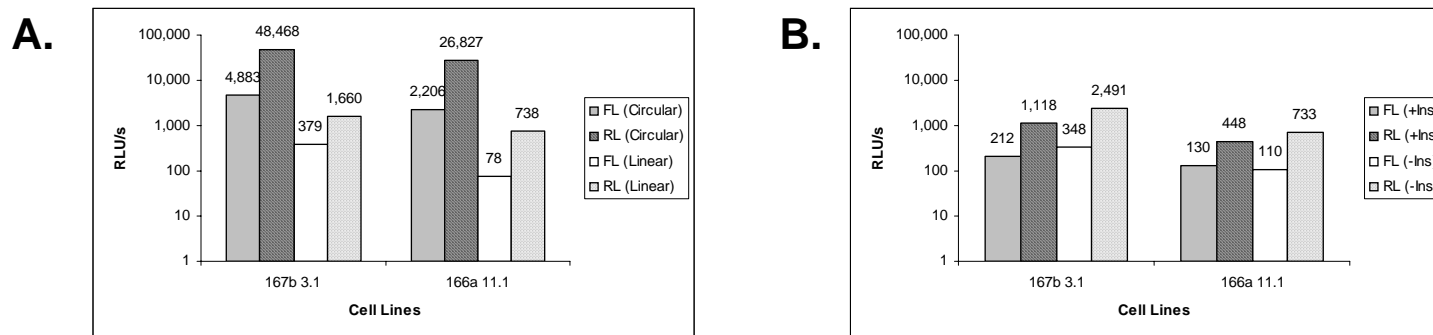 A.
100,000
10,000
1,000
100
10
1
RLU/s
48,468
4,883
379
1,660
26,827
2,206
78
738
167b 3.1
166a 11.1
Cell Lines
FL (Circular)
RL (Circular)
FL (Linear)
RL (Linear)
B.
100,000
10,000
1,000
100
10
1
RLU/s
212
1,118
348
2,491
130
448
110
733
167b 3.1
166a 11.1
Cell Lines
FL (+Ins
RL (+Ins
FL (-Ins
RL (-Ins